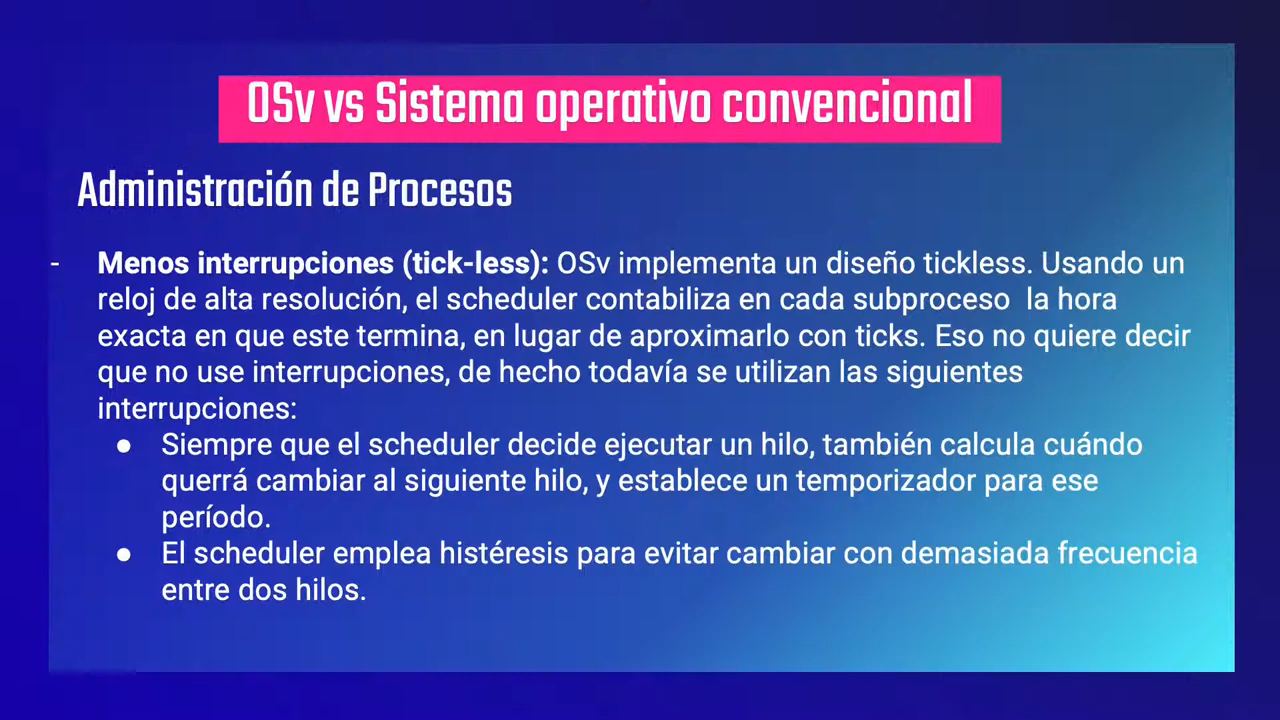 OSv vs Sistema operativo convencional
Administración de Procesos
- Menos interrupciones (tick-less): OSv implementa un diseño tickless. Usando un
reloj de alta resolución, el scheduler contabiliza en cada subproceso la hora
exacta en que este termina, en lugar de aproximarlo con ticks. Eso no quiere decir
que no use interrupciones, de hecho todavía se utilizan las siguientes
interrupciones:
● Siempre que el scheduler decide ejecutar un hilo, también calcula cuándo
querrá cambiar al siguiente hilo, y establece un temporizador para ese
período.
● El scheduler emplea histéresis para evitar cambiar con demasiada frecuencia
entre dos hilos.